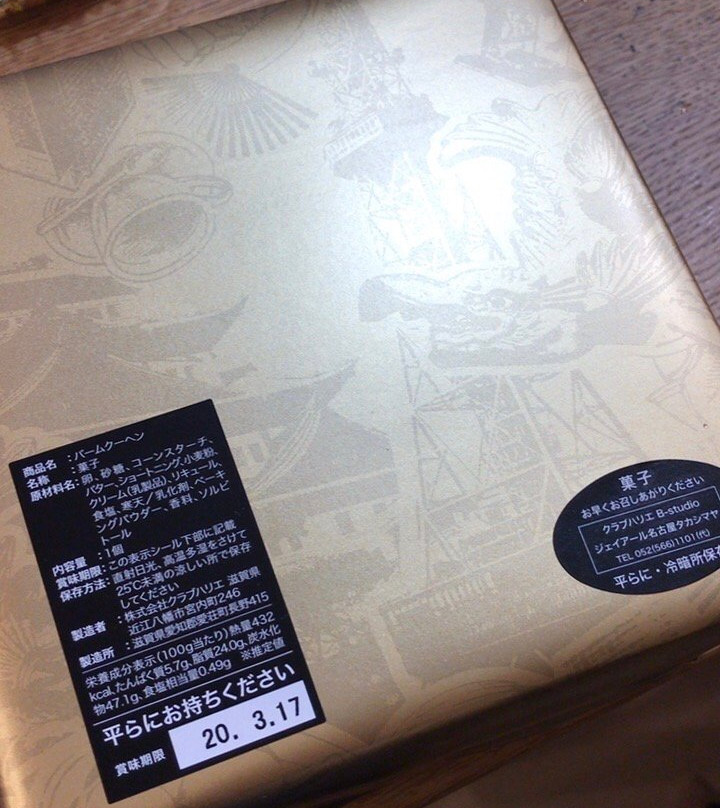 商品名 : バームクーヘン
名称 : 菓子
原材料名 : 卵、砂糖、コーンスターチ、
バター、ショートニング、小麦粉、
クリーム(乳製品)、リキュール、
食塩、寒天/乳化剤、ベーキ
ングパウダー、香料、ソルビ
トール
内容量 : 1個
賞味期限 : この表示シール下部に記載
保存方法 : 直射日光、高温多湿をさけて
25℃未満の涼しい所で保存
してください
製造者 : 株式会社クラブハリエ 滋賀県
近江八幡市宮内町246
製造所 : 滋賀県愛知郡愛荘町長野415
栄養成分表示(100g当たり)熱量432
kcal、たんぱく質5.7g、脂質24.0g、炭水化
物47.1g、食塩相当量0.49g ※推定値
平らにお持ちください
賞味期限 20. 3.17
菓子
お早くお召しあがりください
クラブハリエ B-studio
ジェイアール名古屋タカシマヤ
TEL 052(566)1101(代)
平らに・冷暗所保